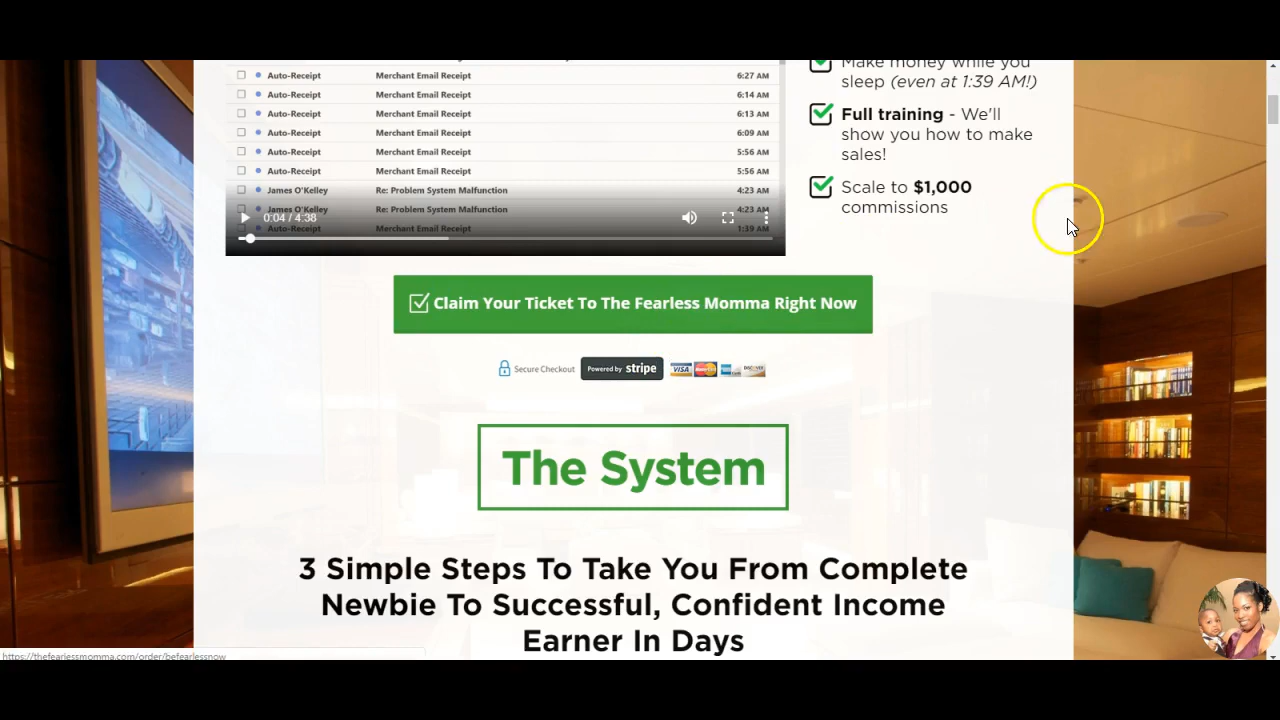 Auto-Receipt Merchant Email Receipt 6:27 AM
Auto-Receipt Merchant Email Receipt 6:14 AM
Auto-Receipt Merchant Email Receipt 6:13 AM
Auto-Receipt Merchant Email Receipt 6:09 AM
Auto-Receipt Merchant Email Receipt 5:56 AM
Auto-Receipt Merchant Email Receipt 5:56 AM
James O'Kelley Re: Problem System Malfunction 4:23 AM
James O'Kelley Re: Problem System Malfunction 4:23 AM
Auto-Receipt Merchant Email Receipt 1:39 AM
0:04 / 4:38
Make money while you
sleep (even at 1:39 AM!)
Full training - We'll
show you how to make
sales!
Scale to $1,000
commissions
Claim Your Ticket To The Fearless Momma Right Now
Secure Checkout Powered by stripe VISA MasterCard AMEX DISCOVER
The System
3 Simple Steps To Take You From Complete
Newbie To Successful, Confident Income
Earner In Days
https://thefearlessmomma.com/order/befearlessnow